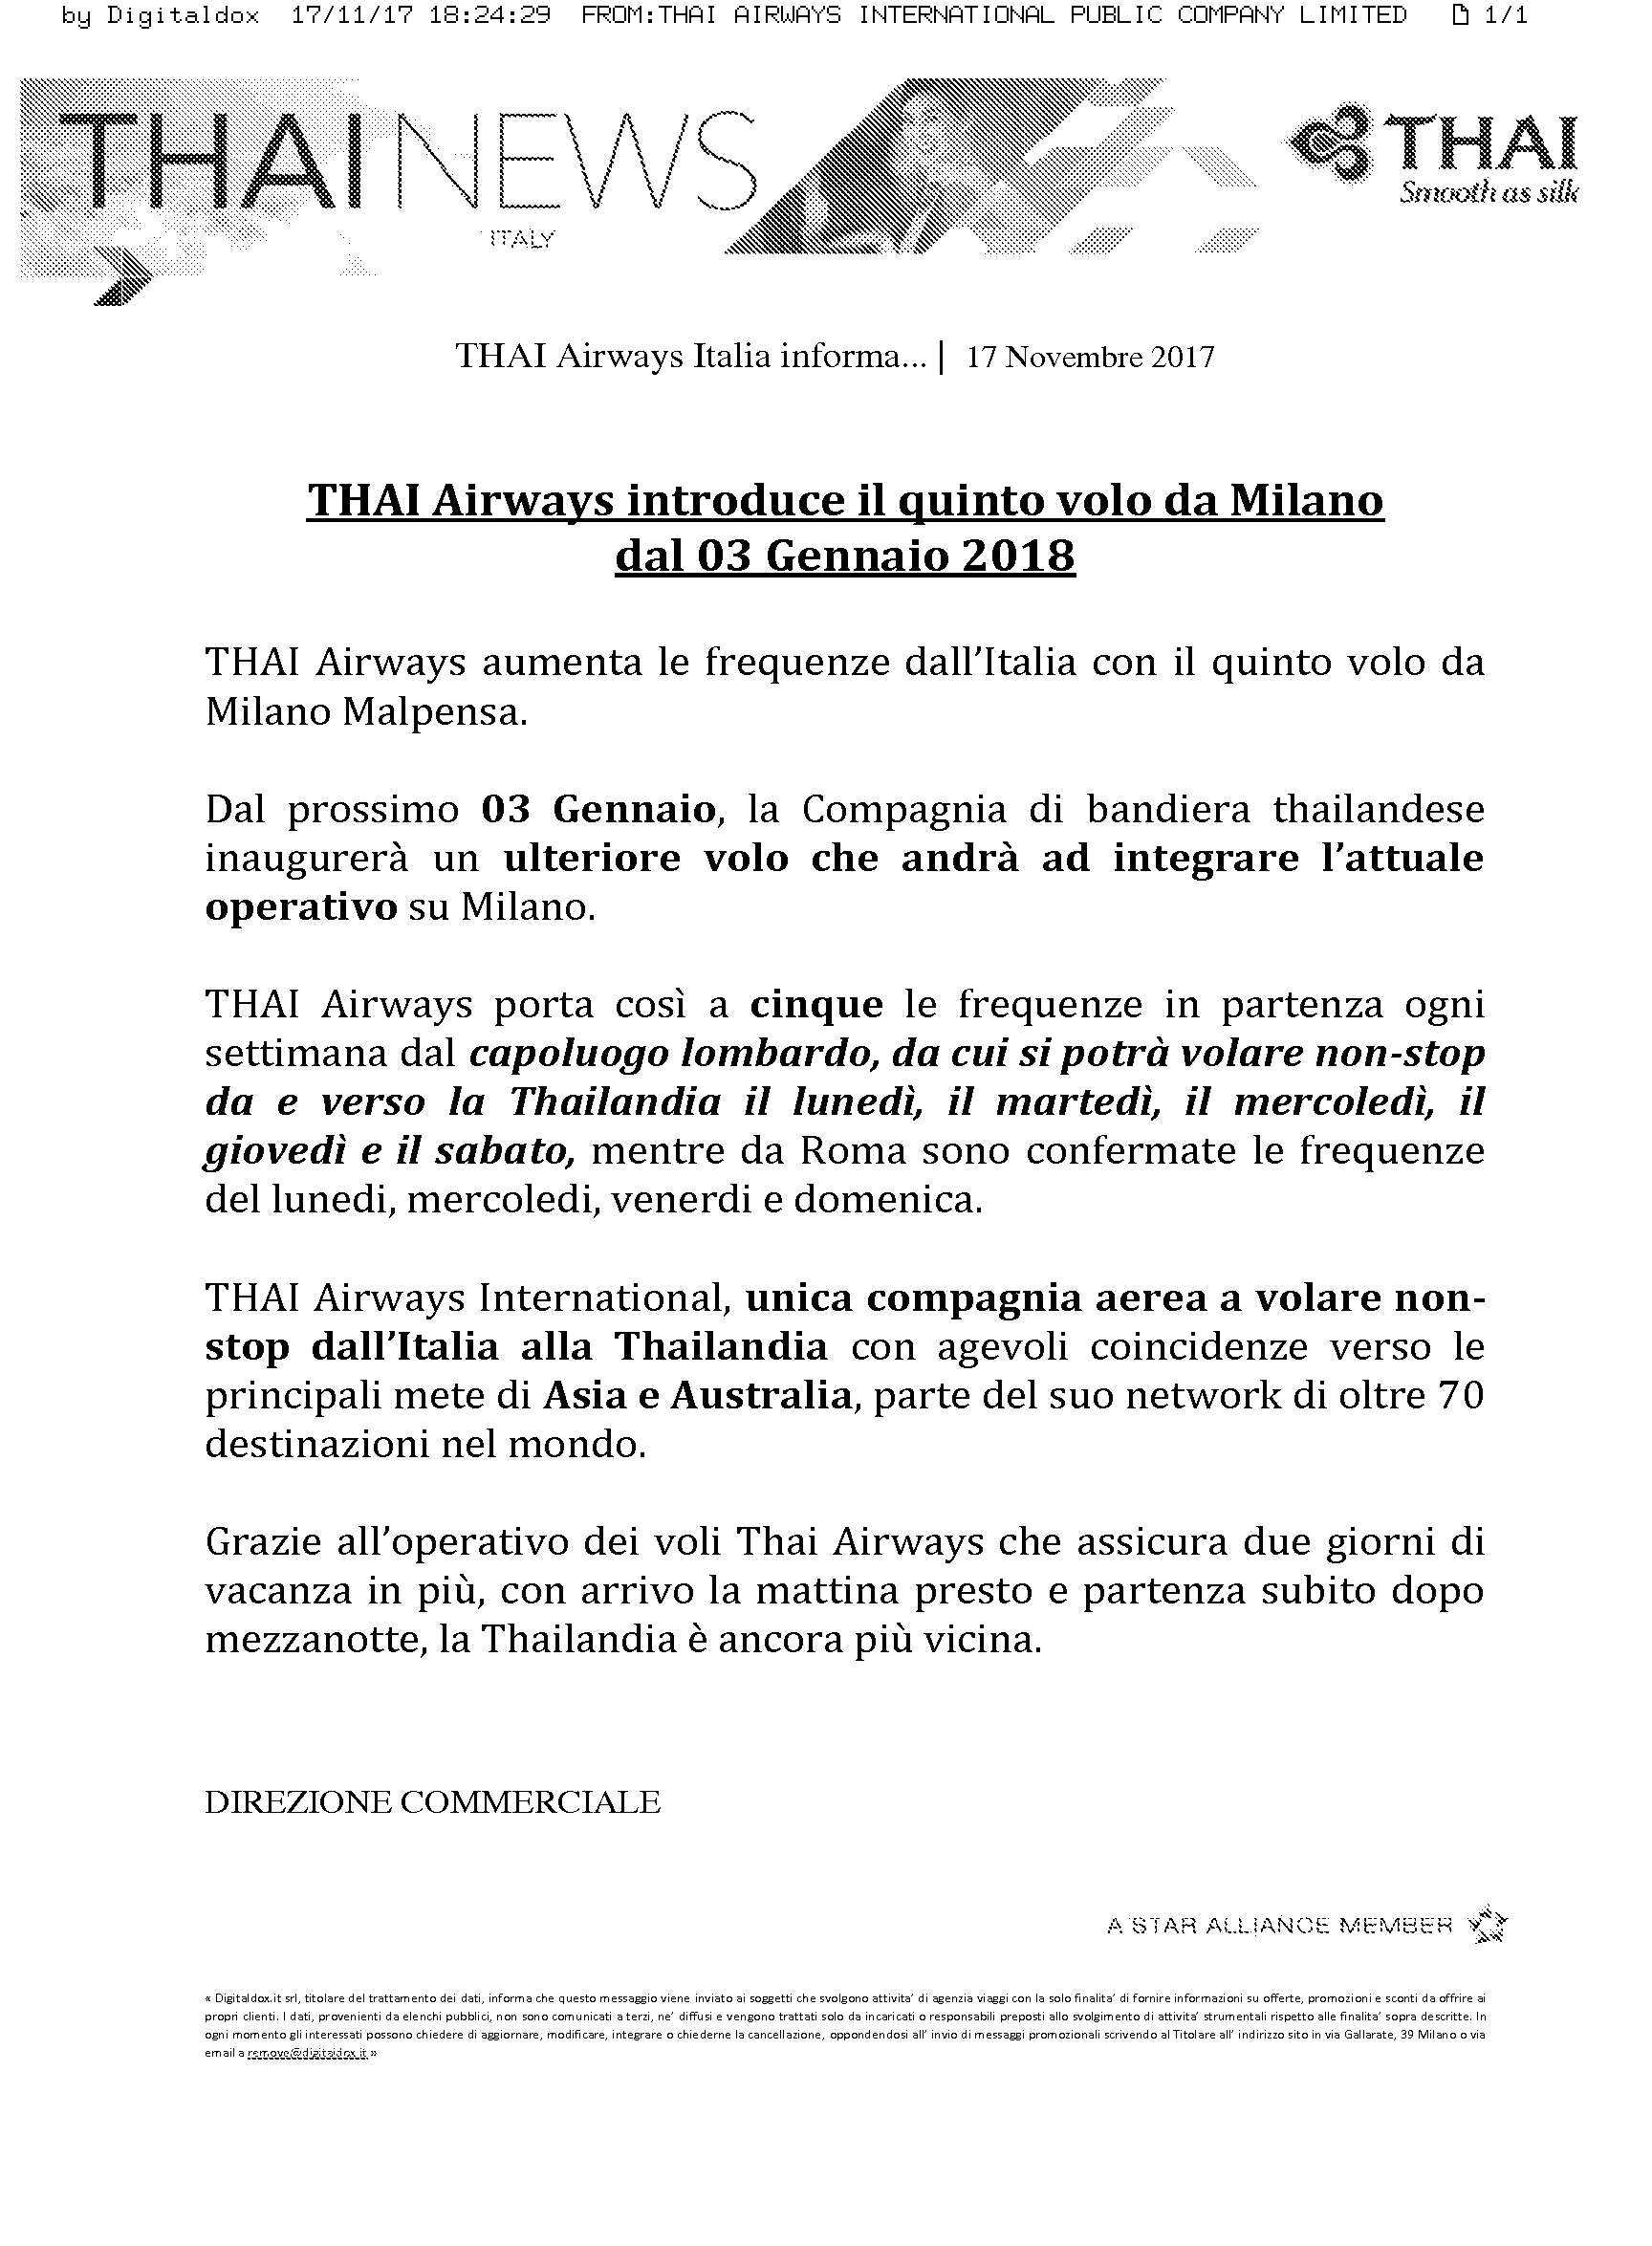 by Digitaldox 17/11/17 18:24:29 FROM:THAI AIRWAYS INTERNATIONAL PUBLIC COMPANY LIMITED 1/1
THAINEWS
ITALY
THAI
Smooth as silk
THAI Airways Italia informa... | 17 Novembre 2017
THAI Airways introduce il quinto volo da Milano
dal 03 Gennaio 2018
THAI Airways aumenta le frequenze dall’Italia con il quinto volo da
Milano Malpensa.
Dal prossimo 03 Gennaio, la Compagnia di bandiera thailandese
inaugurerà un ulteriore volo che andrà ad integrare l’attuale
operativo su Milano.
THAI Airways porta così a cinque le frequenze in partenza ogni
settimana dal capoluogo lombardo, da cui si potrà volare non-stop
da e verso la Thailandia il lunedì, il martedì, il mercoledì, il
giovedì e il sabato, mentre da Roma sono confermate le frequenze
del lunedi, mercoledi, venerdi e domenica.
THAI Airways International, unica compagnia aerea a volare non-
stop dall’Italia alla Thailandia con agevoli coincidenze verso le
principali mete di Asia e Australia, parte del suo network di oltre 70
destinazioni nel mondo.
Grazie all’operativo dei voli Thai Airways che assicura due giorni di
vacanza in più, con arrivo la mattina presto e partenza subito dopo
mezzanotte, la Thailandia è ancora più vicina.
DIREZIONE COMMERCIALE
A STAR ALLIANCE MEMBER
« Digitaldox.it srl, titolare del trattamento dei dati, informa che questo messaggio viene inviato ai soggetti che svolgono attivita’ di agenzia viaggi con la solo finalita’ di fornire informazioni su offerte, promozioni e sconti da offrire ai
propri clienti. I dati, provenienti da elenchi pubblici, non sono comunicati a terzi, ne’ diffusi e vengono trattati solo da incaricati o responsabili preposti allo svolgimento di attivita’ strumentali rispetto alle finalita’ sopra descritte. In
ogni momento gli interessati possono chiedere di aggiornare, modificare, integrare o chiederne la cancellazione, opponendosi all’ invio di messaggi promozionali scrivendo al Titolare all’ indirizzo sito in via Gallarate, 39 Milano o via
email a remove@digitaldox.it »